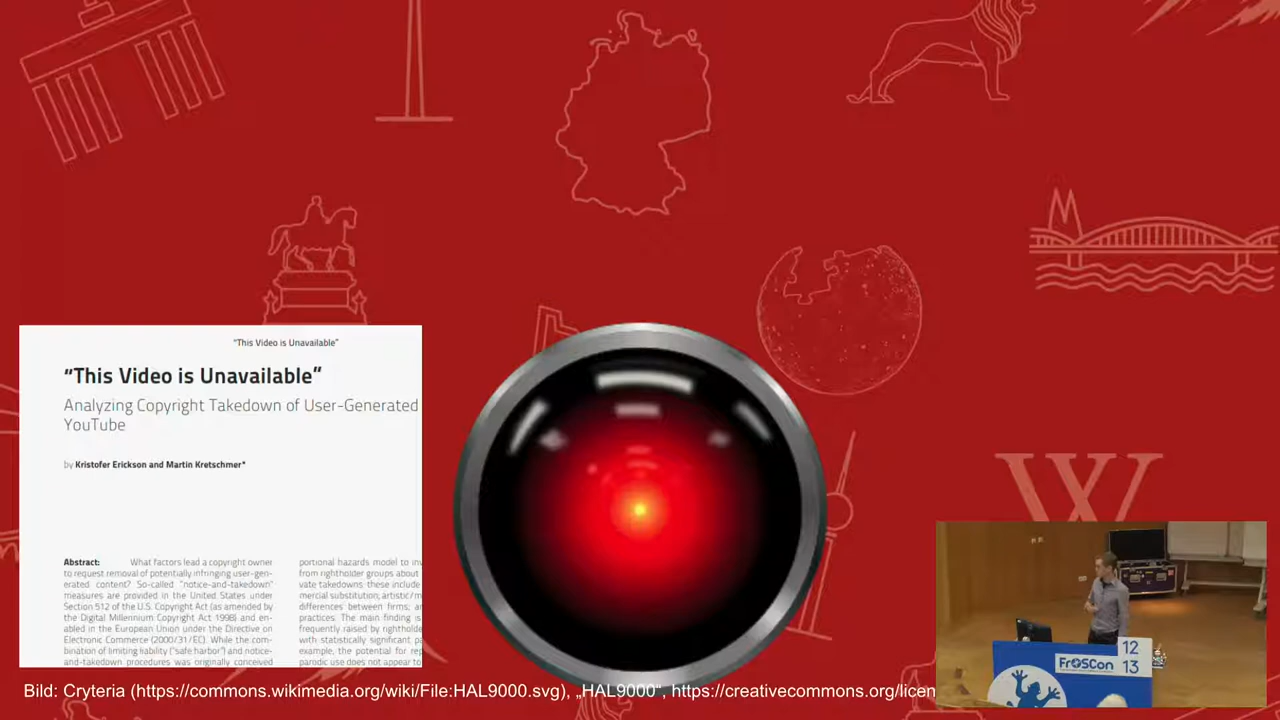 "This Video is Unavailable"
“This Video is Unavailable”
Analyzing Copyright Takedown of User-Generated
YouTube
by Kristofer Erickson and Martin Kretschmer*
Abstract: What factors lead a copyright owner
to request removal of potentially infringing user-gen-
erated content? So-called "notice-and-takedown"
measures are provided in the United States under
Section 512 of the U.S. Copyright Act (as amended by
the Digital Millennium Copyright Act 1998) and en-
abled in the European Union under the Directive on
Electronic Commerce (2000/31/EC). While the com-
bination of limiting liability ("safe harbor") and notice-
and-takedown procedures was originally conceived
portional hazards model to
from rightholder groups about
vate takedowns: these include
mercial substitution; artistic/m
differences between firms;
practices. The main finding is
frequently raised by
with statistically significant
example, the potential for
parodic use does not appear to
W
FrOSCon
12
13
Bild: Cryteria (https://commons.wikimedia.org/wiki/File:HAL9000.svg), „HAL9000“, https://creativecommons.org/licen